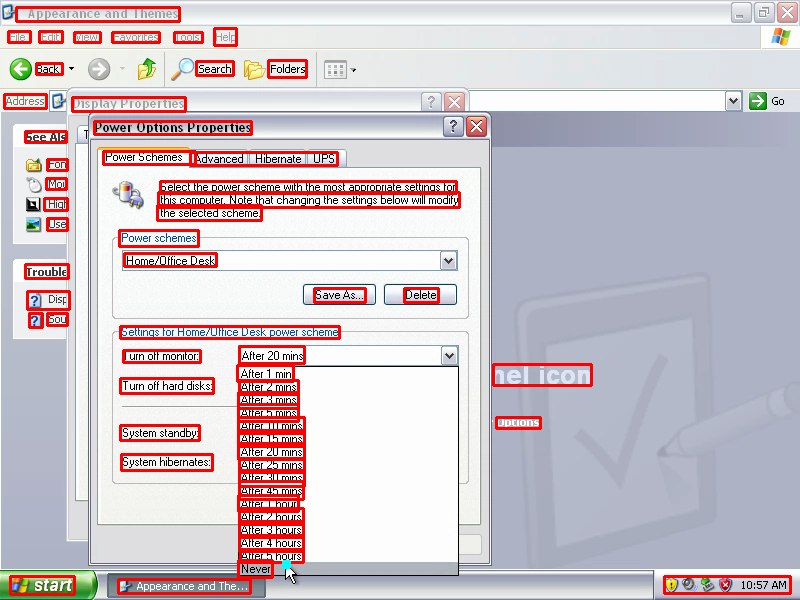 Appearance and Themes
File Edit View Favorites Tools Help
Back Search Folders
Address Go
Display Properties
Power Options Properties
See Als
Power Schemes Advanced Hibernate UPS
Select the power scheme with the most appropriate settings for
this computer. Note that changing the settings below will modify
the selected scheme.
Power schemes
Home/Office Desk
Save As... Delete
Trouble
Settings for Home/Office Desk power scheme
Turn off monitor: After 20 mins
Turn off hard disks:
System standby:
System hibernates:
After 1 min
After 2 mins
After 3 mins
After 5 mins
After 10 mins
After 15 mins
After 20 mins
After 25 mins
After 30 mins
After 45 mins
After 1 hour
After 2 hours
After 3 hours
After 4 hours
After 5 hours
Never
nel icon
options
start Appearance and The... 10:57 AM